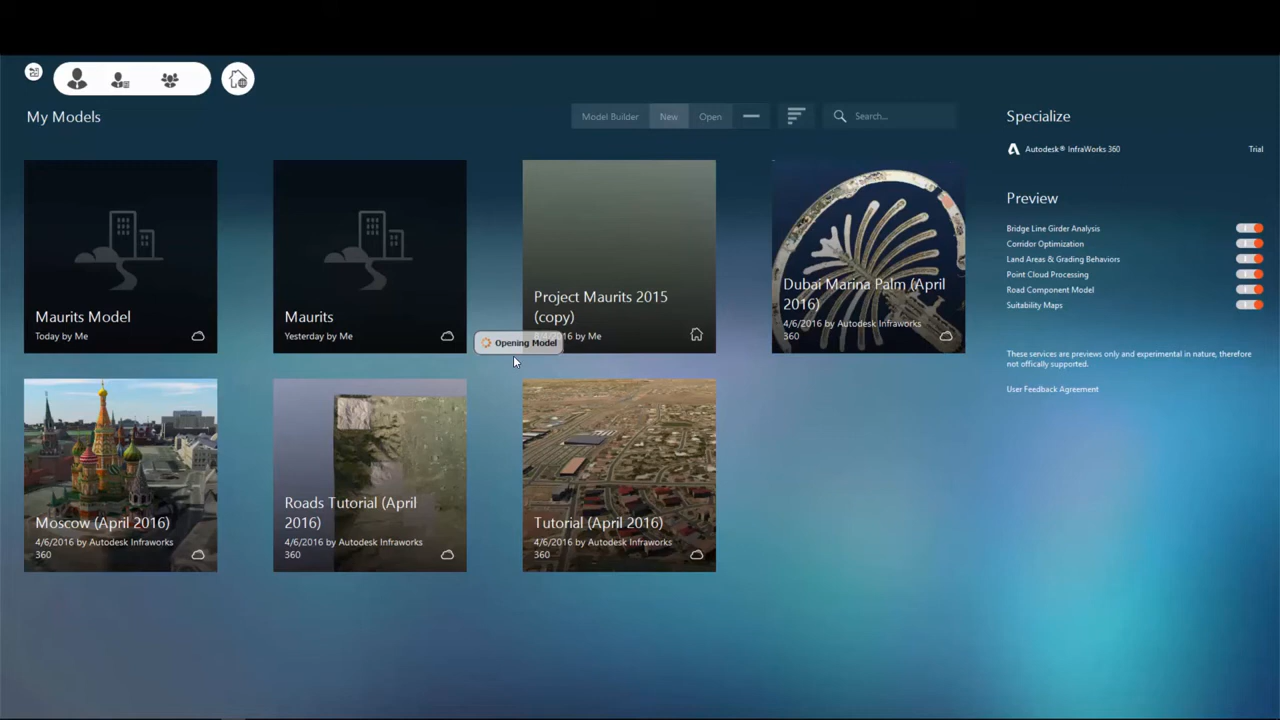 My Models
Model Builder
New
Open
Search...
Specialize
Autodesk® InfraWorks 360
Trial
Preview
Bridge Line Girder Analysis
Corridor Optimization
Land Areas & Grading Behaviors
Point Cloud Processing
Road Component Model
Suitability Maps
These services are previews only and experimental in nature, therefore
not offically supported.
User Feedback Agreement
Maurits Model
Today by Me
Maurits
Yesterday by Me
Project Maurits 2015
(copy)
by Me
Dubai Marina Palm (April
2016)
4/6/2016 by Autodesk Infraworks
360
Opening Model
Moscow (April 2016)
4/6/2016 by Autodesk Infraworks
360
Roads Tutorial (April
2016)
4/6/2016 by Autodesk Infraworks
360
Tutorial (April 2016)
4/6/2016 by Autodesk Infraworks
360